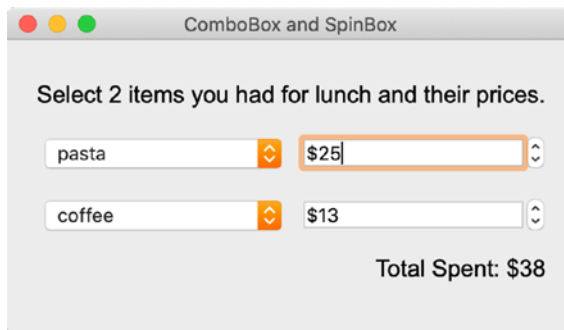 ComboBox and SpinBox
Select 2 items you had for lunch and their prices.
pasta $25
coffee $13
Total Spent: $38